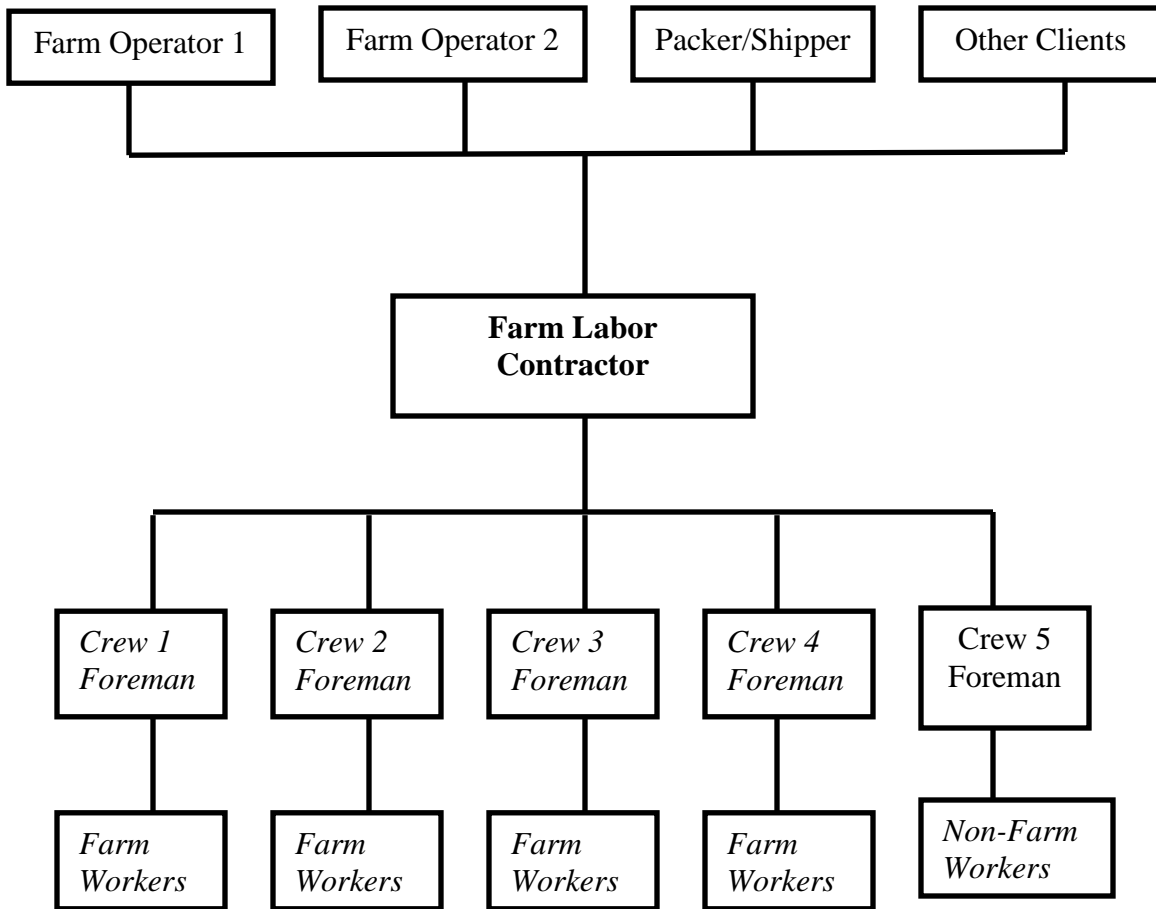 Farm Operator 1
Farm Operator 2
Packer/Shipper
Other Clients
Farm Labor
Contractor
Crew 1
Foreman
Crew 2
Foreman
Crew 3
Foreman
Crew 4
Foreman
Crew 5
Foreman
Farm
Workers
Farm
Workers
Farm
Workers
Farm
Workers
Non-Farm
Workers